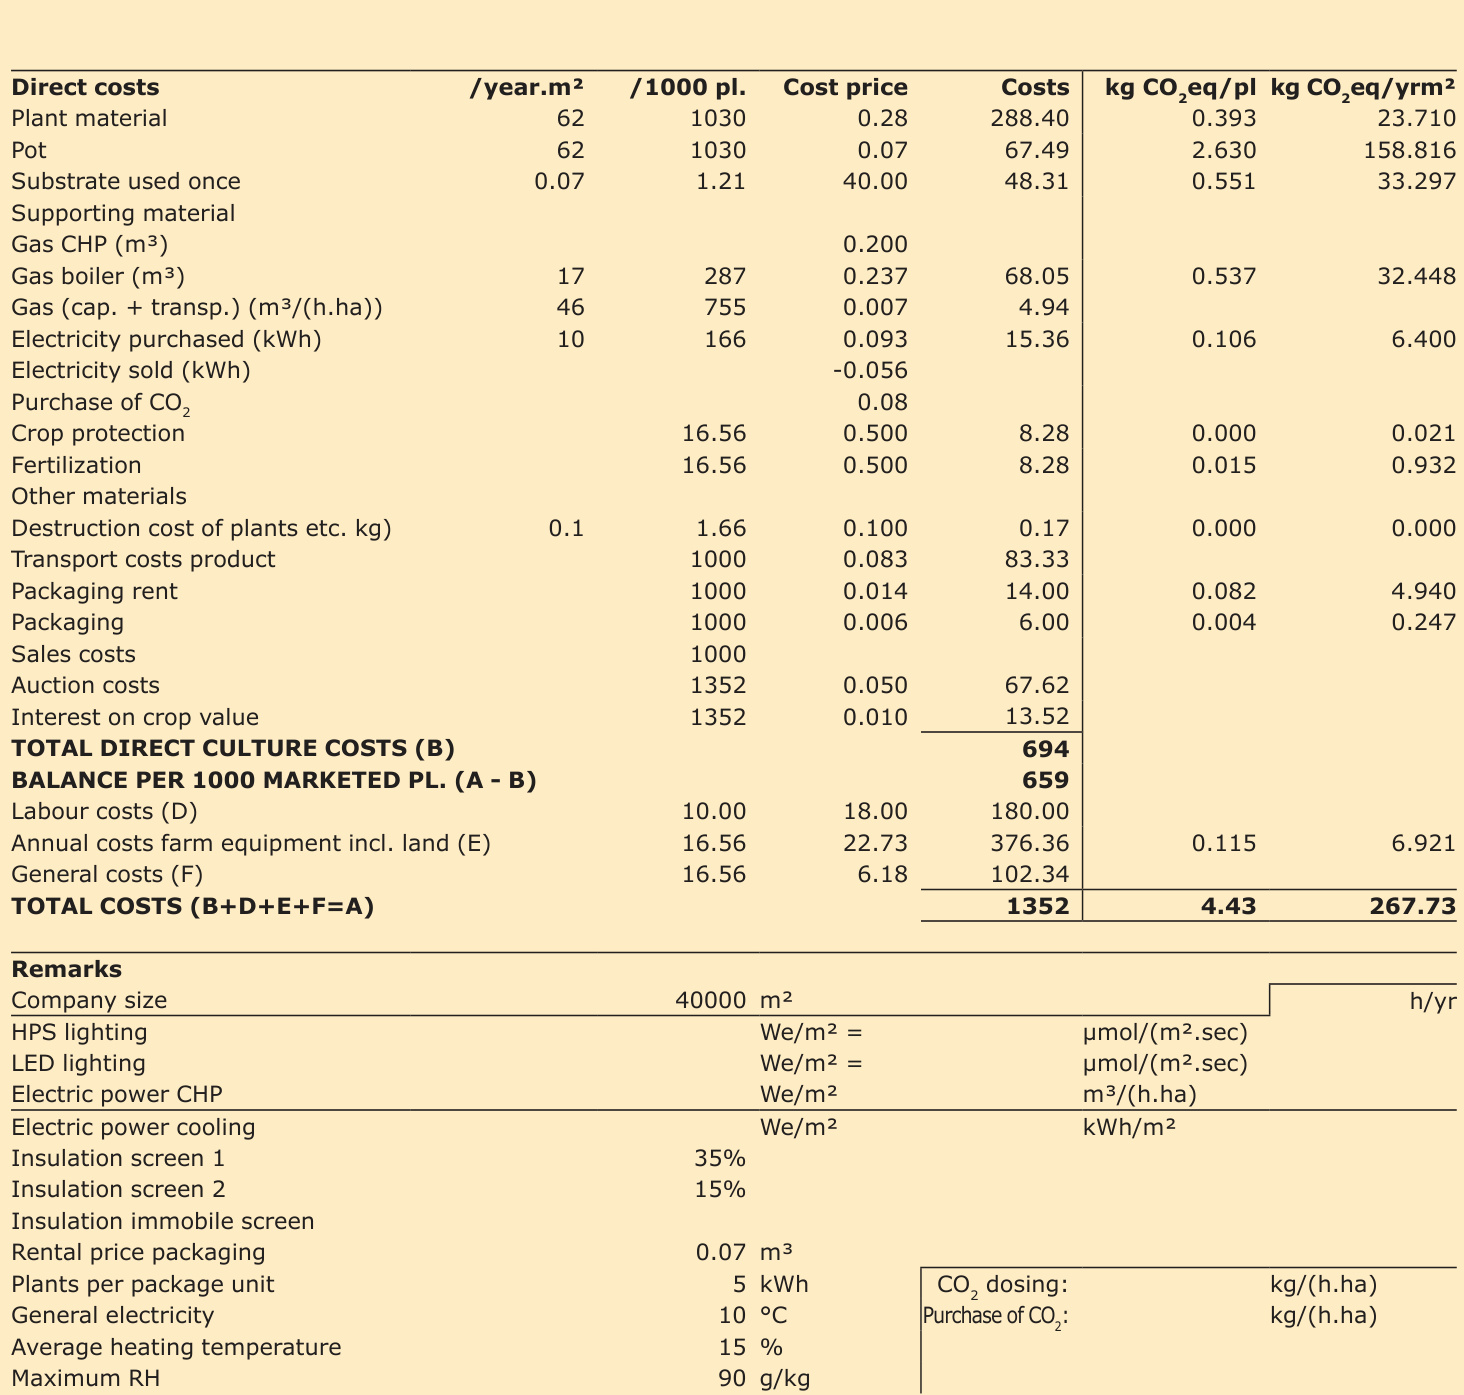 Direct costs /year.m² /1000 pl. Cost price Costs kg CO₂eq/pl kg CO₂eq/yrm²
Plant material 62 1030 0.28 288.40 0.393 23.710
Pot 62 1030 0.07 67.49 2.630 158.816
Substrate used once 0.07 1.21 40.00 48.31 0.551 33.297
Supporting material
Gas CHP (m³) 0.200
Gas boiler (m³) 17 287 0.237 68.05 0.537 32.448
Gas (cap. + transp.) (m³/(h.ha)) 46 755 0.007 4.94
Electricity purchased (kWh) 10 166 0.093 15.36 0.106 6.400
Electricity sold (kWh) -0.056
Purchase of CO₂ 0.08
Crop protection 16.56 0.500 8.28 0.000 0.021
Fertilization 16.56 0.500 8.28 0.015 0.932
Other materials
Destruction cost of plants etc. kg) 0.1 1.66 0.100 0.17 0.000 0.000
Transport costs product 1000 0.083 83.33
Packaging rent 1000 0.014 14.00 0.082 4.940
Packaging 1000 0.006 6.00 0.004 0.247
Sales costs 1000
Auction costs 1352 0.050 67.62
Interest on crop value 1352 0.010 13.52
TOTAL DIRECT CULTURE COSTS (B) 694
BALANCE PER 1000 MARKETED PL. (A - B) 659
Labour costs (D) 10.00 18.00 180.00
Annual costs farm equipment incl. land (E) 16.56 22.73 376.36 0.115 6.921
General costs (F) 16.56 6.18 102.34
TOTAL COSTS (B+D+E+F=A) 1352 4.43 267.73
Remarks
Company size 40000 m² h/yr
HPS lighting We/m² = µmol/(m².sec)
LED lighting We/m² = µmol/(m².sec)
Electric power CHP We/m² m³/(h.ha)
Electric power cooling We/m² kWh/m²
Insulation screen 1 35%
Insulation screen 2 15%
Insulation immobile screen
Rental price packaging 0.07 m³
Plants per package unit 5 kWh CO₂ dosing: kg/(h.ha)
General electricity 10 °C Purchase of CO₂: kg/(h.ha)
Average heating temperature 15 %
Maximum RH 90 g/kg